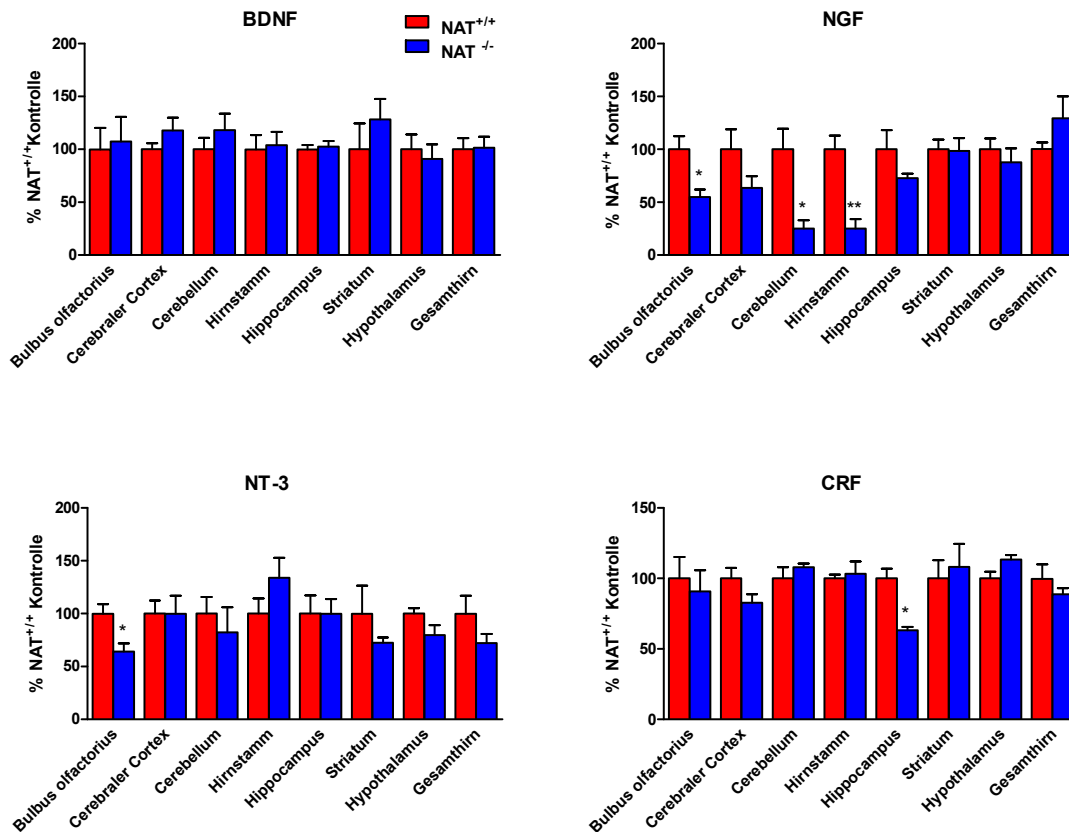 BDNF
NAT+/+
NAT -/-
% NAT+/+Kontrolle
200
150
100
50
0
Bulbus olfactorius
Cerebraler Cortex
Cerebellum
Hirnstamm
Hippocampus
Striatum
Hypothalamus
Gesamthirn
NGF
% NAT+/+ Kontrolle
200
150
100
50
0
*
*
**
Bulbus olfactorius
Cerebraler Cortex
Cerebellum
Hirnstamm
Hippocampus
Striatum
Hypothalamus
Gesamthirn
NT-3
% NAT+/+ Kontrolle
200
150
100
50
0
*
Bulbus olfactorius
Cerebraler Cortex
Cerebellum
Hirnstamm
Hippocampus
Striatum
Hypothalamus
Gesamthirn
CRF
% NAT+/+ Kontrolle
150
100
50
0
*
Bulbus olfactorius
Cerebraler Cortex
Cerebellum
Hirnstamm
Hippocampus
Striatum
Hypothalamus
Gesamthirn